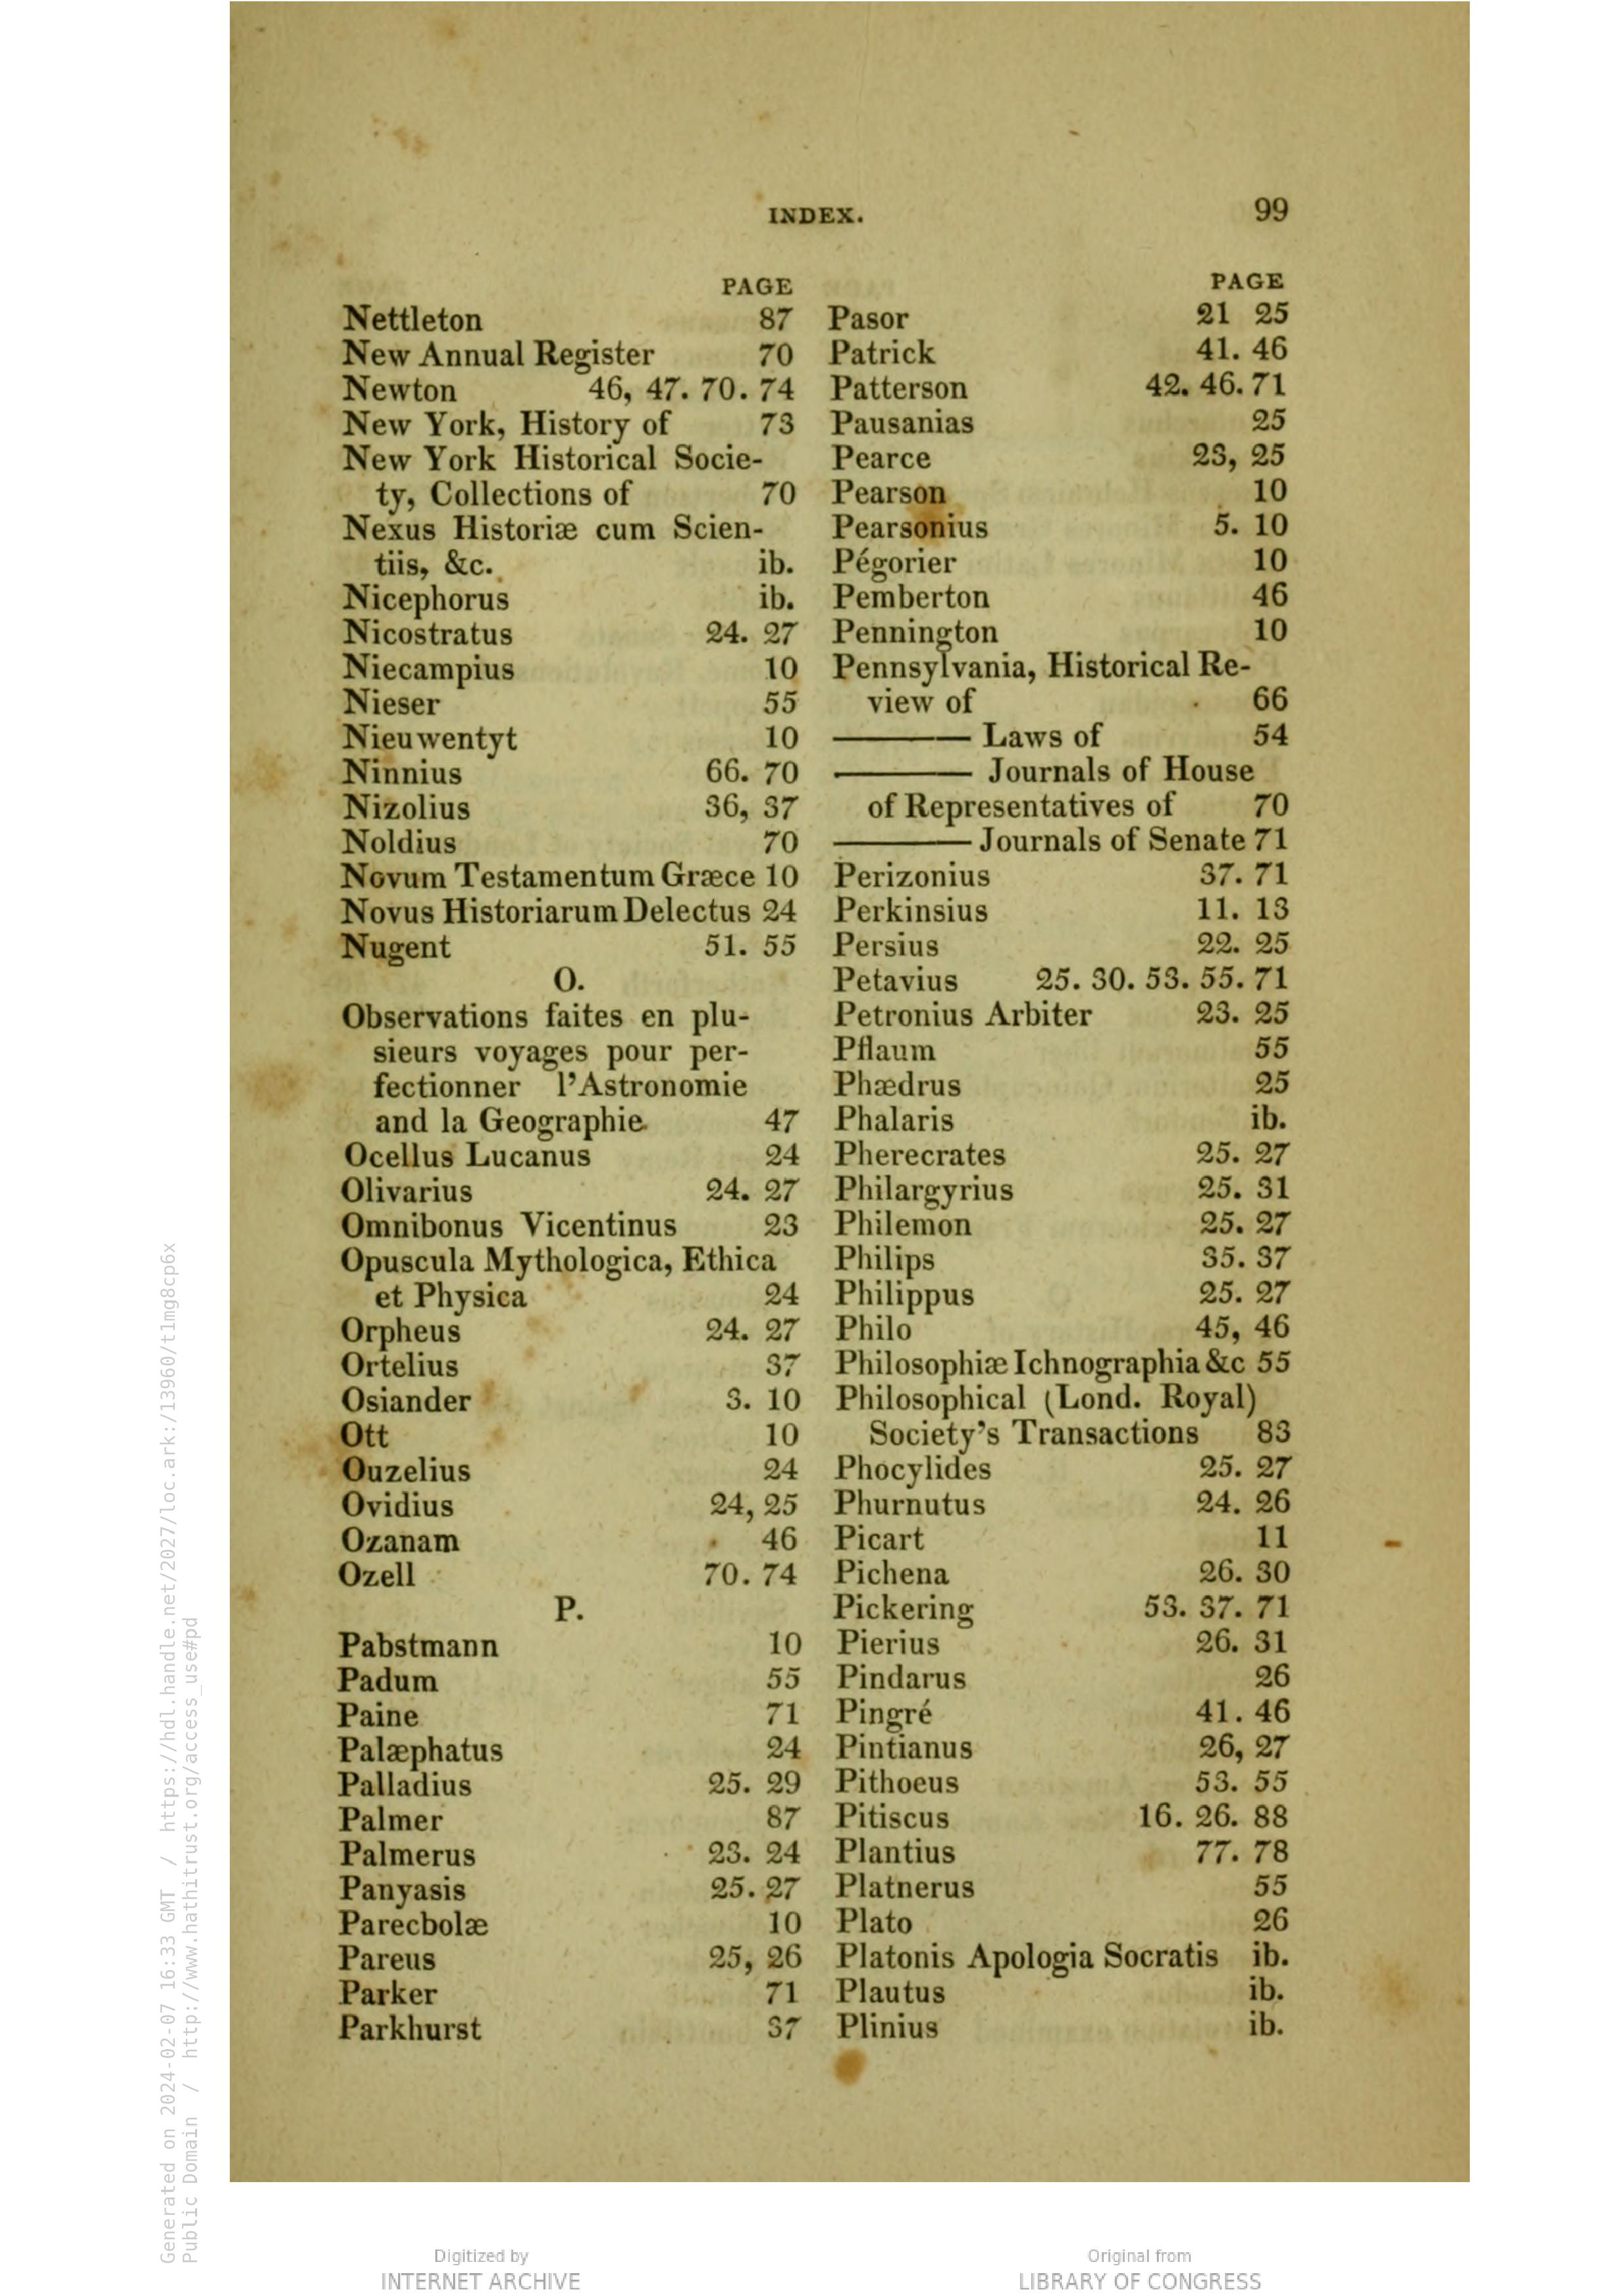 INDEX. 99
PAGE
Nettleton 87
New Annual Register 70
Newton 46, 47. 70. 74
New York, History of 73
New York Historical Socie-
ty, Collections of 70
Nexus Historiæ cum Scien-
tiis, &c. ib.
Nicephorus ib.
Nicostratus 24. 27
Niecampius 10
Nieser 55
Nieuwentyt 10
Ninnius 66. 70
Nizolius 36, 37
Noldius 70
Novum Testamentum Græce 10
Novus Historiarum Delectus 24
Nugent 51. 55
O.
Observations faites en plu-
sieurs voyages pour per-
fectionner l'Astronomie
and la Geographie 47
Ocellus Lucanus 24
Olivarius 24. 27
Omnibonus Vicentinus 23
Opuscula Mythologica, Ethica
et Physica 24
Orpheus 24. 27
Ortelius 37
Osiander 3. 10
Ott 10
Ouzelius 24
Ovidius 24, 25
Ozanam 46
Ozell 70. 74
P.
Pabstmann 10
Padum 55
Paine 71
Palæphatus 24
Palladius 25. 29
Palmer 87
Palmerus 23. 24
Panyasis 25. 27
Parecbolæ 10
Pareus 25, 26
Parker 71
Parkhurst 37
PAGE
Pasor 21 25
Patrick 41. 46
Patterson 42. 46. 71
Pausanias 25
Pearce 23, 25
Pearson 10
Pearsonius 5. 10
Pégorier 10
Pemberton 46
Pennington 10
Pennsylvania, Historical Re-
view of 66
——— Laws of 54
——— Journals of House
of Representatives of 70
——— Journals of Senate 71
Perizonius 37. 71
Perkinsius 11. 13
Persius 22. 25
Petavius 25. 30. 53. 55. 71
Petronius Arbiter 23. 25
Pflaum 55
Phædrus 25
Phalaris ib.
Pherecrates 25. 27
Philargyrius 25. 31
Philemon 25. 27
Philips 35. 37
Philippus 25. 27
Philo 45, 46
Philosophiæ Ichnographia &c 55
Philosophical (Lond. Royal)
Society's Transactions 83
Phocylides 25. 27
Phurnutus 24. 26
Picart 11
Pichena 26. 30
Pickering 53. 37. 71
Pierius 26. 31
Pindarus 26
Pingré 41. 46
Pintianus 26, 27
Pithoeus 53. 55
Pitiscus 16. 26. 88
Plantius 77. 78
Platnerus 55
Plato 26
Platonis Apologia Socratis ib.
Plautus ib.
Plinius ib.
Generated on 2024-02-07 16:33 GMT / https://hdl.handle.net/2027/loc.ark:/13960/t1mg8cp6x
Public Domain / http://www.hathitrust.org/access_use#pd
Digitized by
INTERNET ARCHIVE
Original from
LIBRARY OF CONGRESS